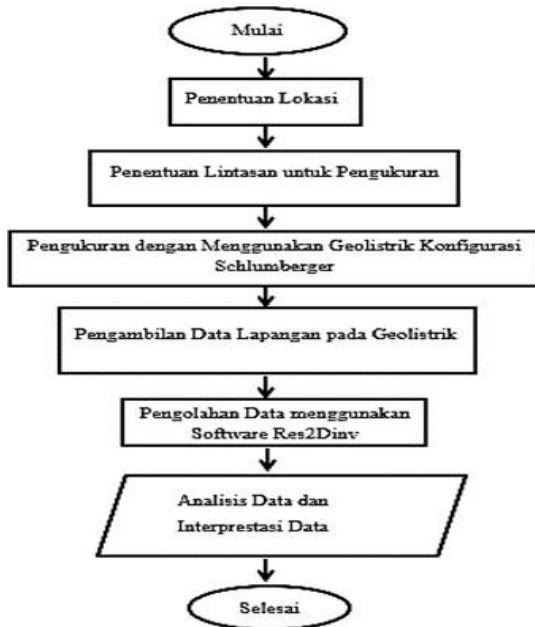 Mulai
Penentuan Lokasi
Penentuan Lintasan untuk Pengukuran
Pengukuran dengan Menggunakan Geolistrik Konfigurasi
Schlumberger
Pengambilan Data Lapangan pada Geolistrik
Pengolahan Data menggunakan
Software Res2Dinv
Analisis Data dan
Interprestasi Data
Selesai